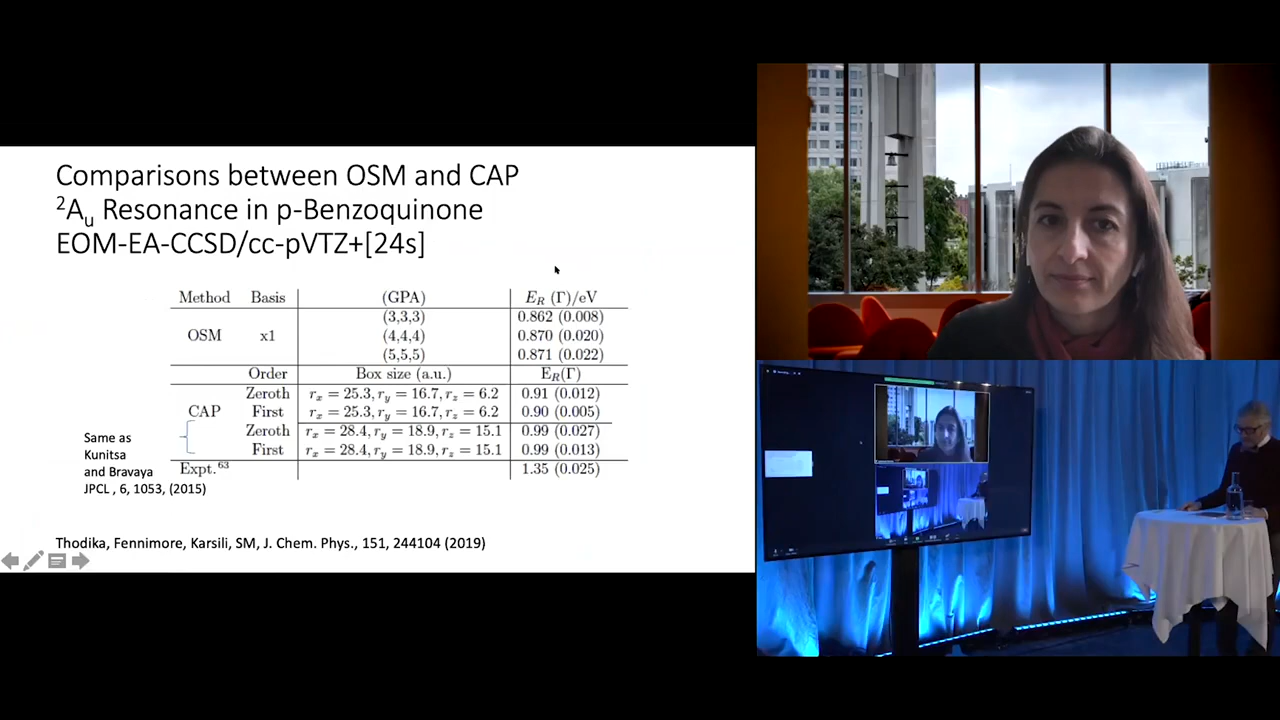 Comparisons between OSM and CAP
²Aᵤ Resonance in p-Benzoquinone
EOM-EA-CCSD/cc-pVTZ+[24s]
Method Basis (GPA) E_R (Γ)/eV
(3,3,3) 0.862 (0.008)
OSM x1 (4,4,4) 0.870 (0.020)
(5,5,5) 0.871 (0.022)
Order Box size (a.u.) E_R(Γ)
Zeroth r_x = 25.3, r_y = 16.7, r_z = 6.2 0.91 (0.012)
CAP First r_x = 25.3, r_y = 16.7, r_z = 6.2 0.90 (0.005)
Zeroth r_x = 28.4, r_y = 18.9, r_z = 15.1 0.99 (0.027)
First r_x = 28.4, r_y = 18.9, r_z = 15.1 0.99 (0.013)
Expt.⁶³ 1.35 (0.025)
Same as
Kunitsa
and Bravaya
JPCL , 6, 1053, (2015)
Thodika, Fennimore, Karsili, SM, J. Chem. Phys., 151, 244104 (2019)